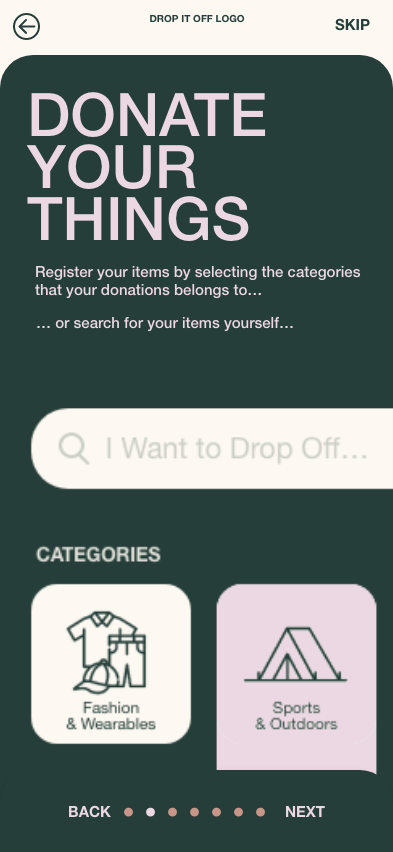 DROP IT OFF LOGO
SKIP
DONATE
YOUR
THINGS
Register your items by selecting the categories
that your donations belongs to...
... or search for your items yourself...
I Want to Drop Off...
CATEGORIES
Fashion
& Wearables
Sports
& Outdoors
BACK
NEXT